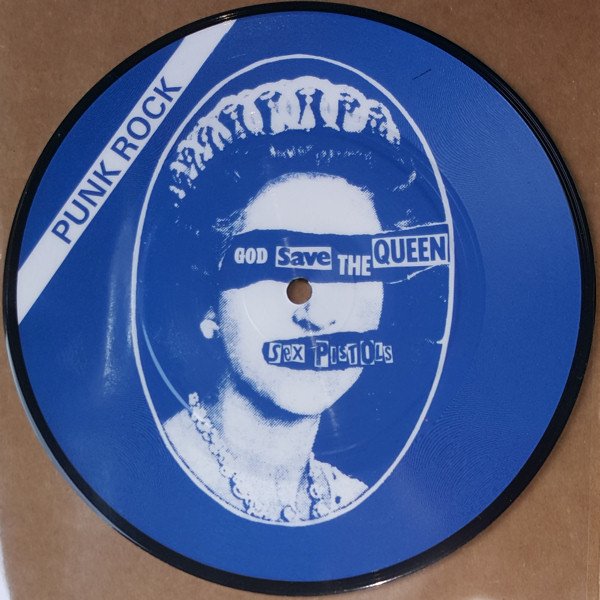 PUNK ROCK
GOD Save THE QUEEN
SEX PISTOLS